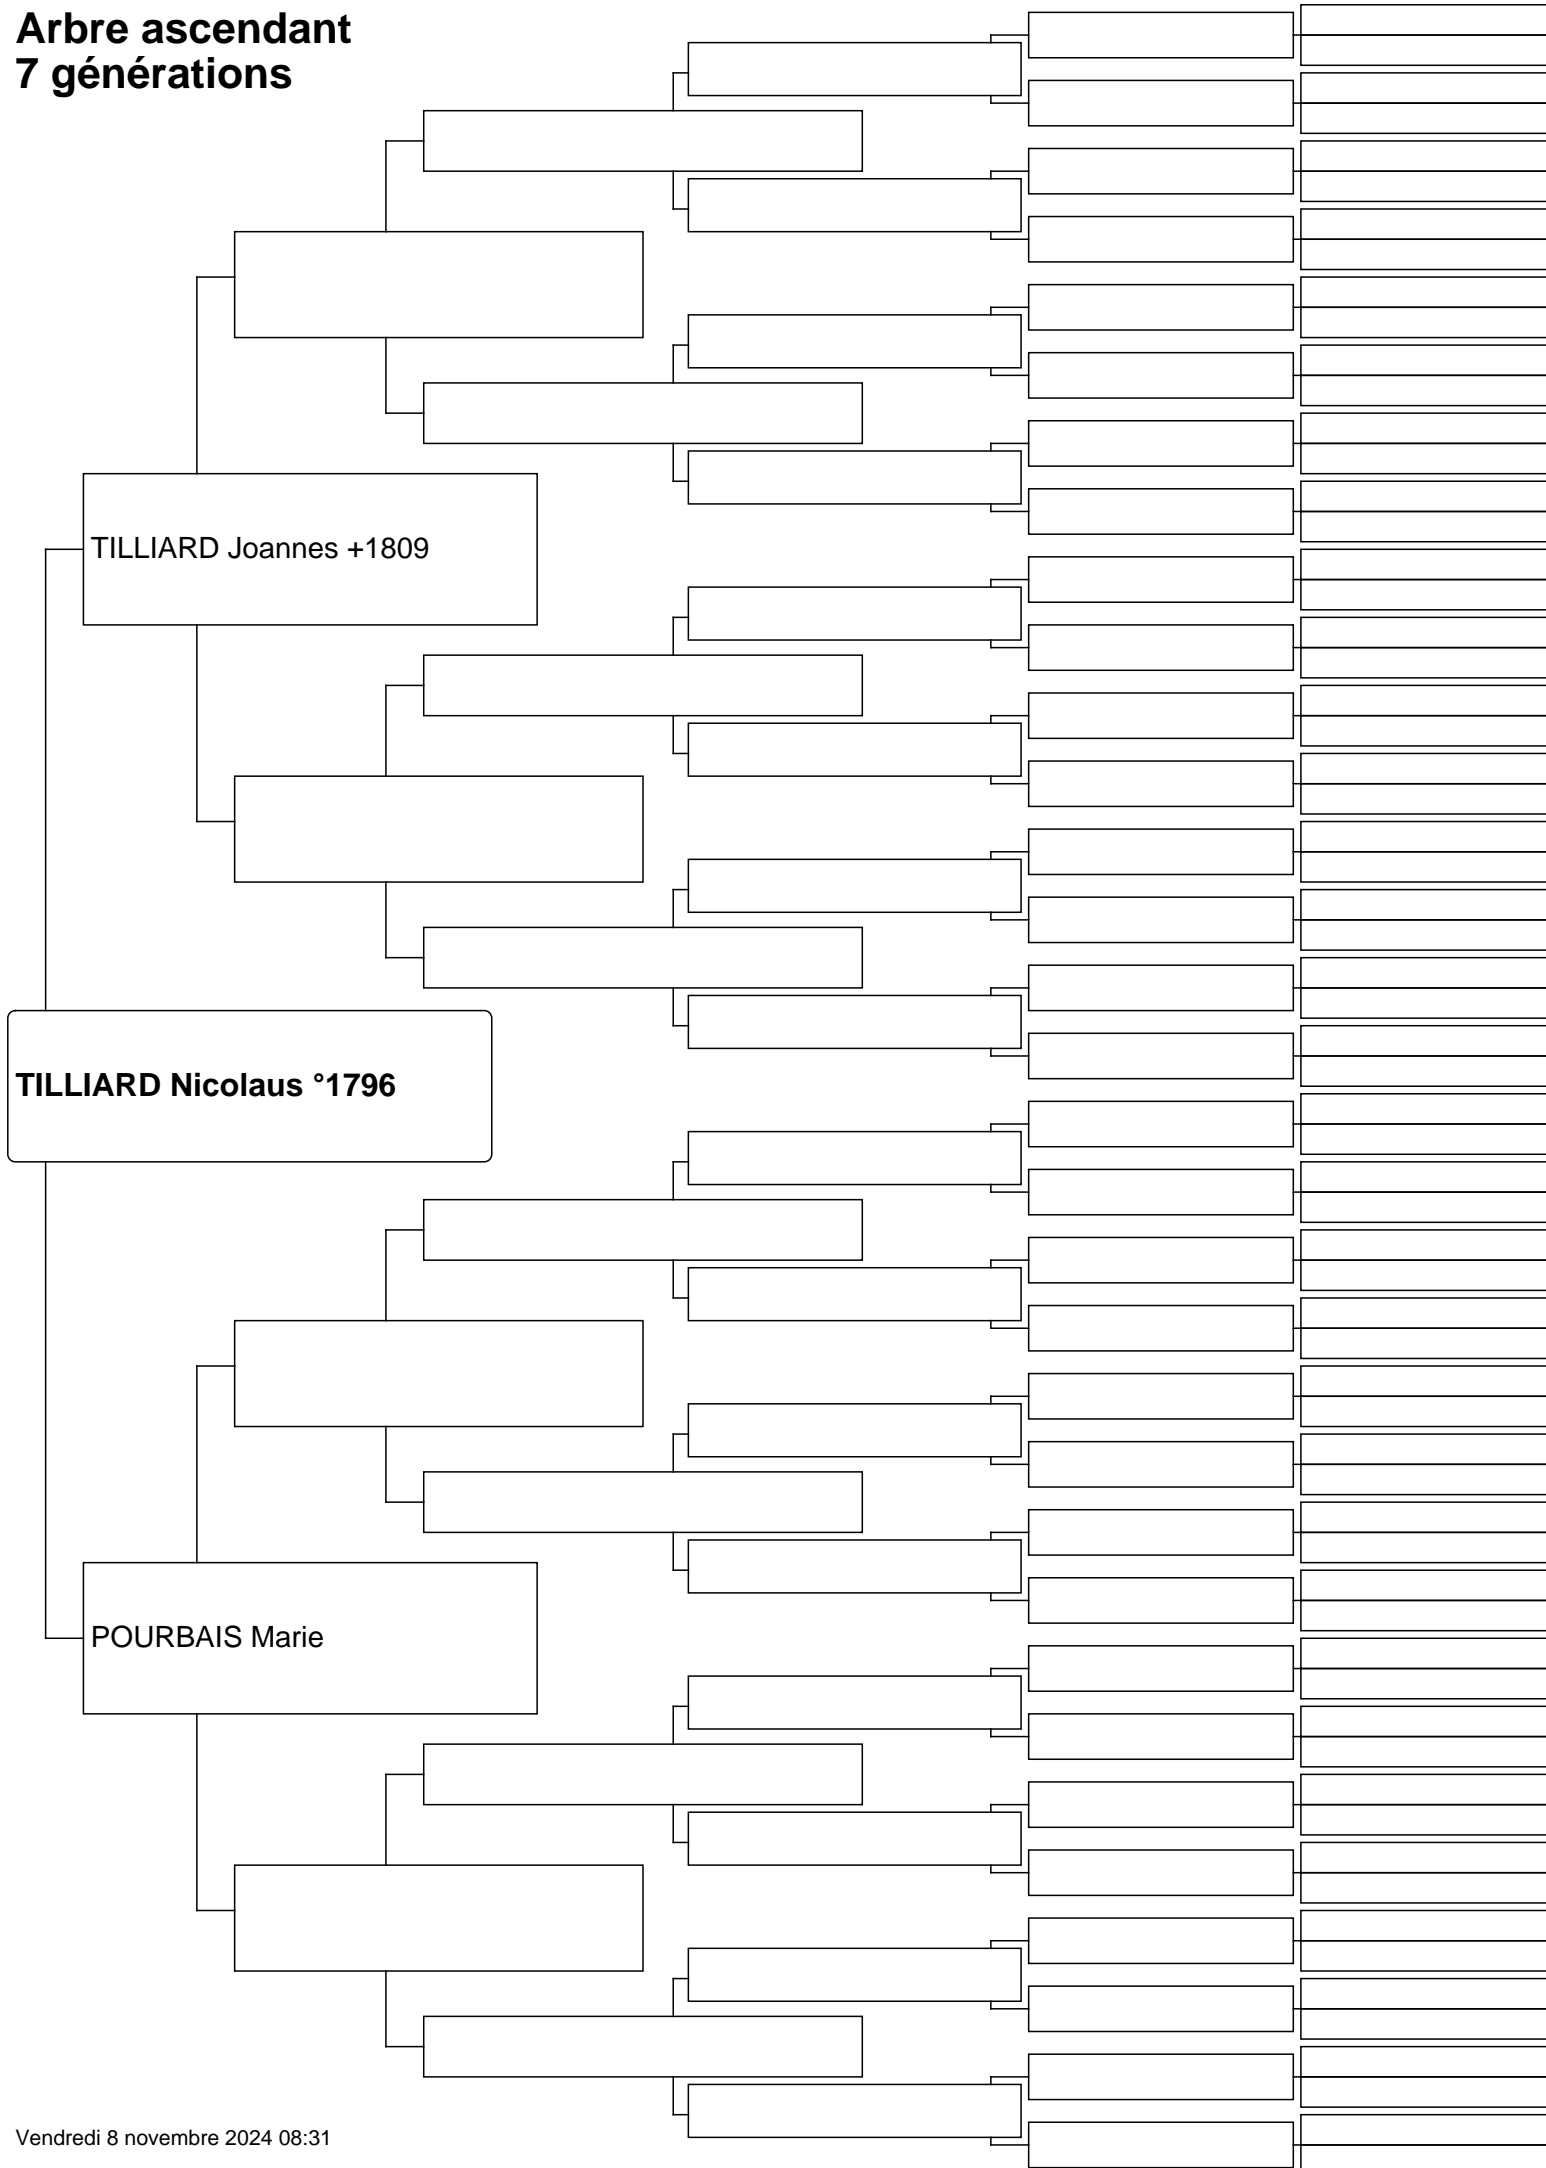 Arbre ascendant
7 générations
TILLIARD Joannes +1809
TILLIARD Nicolaus °1796
POURBAIS Marie
Vendredi 8 novembre 2024 08:31